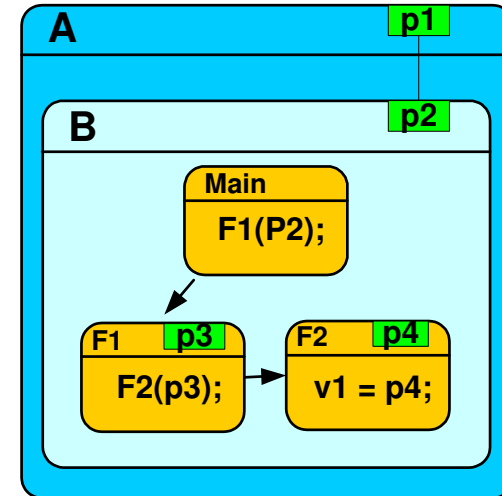 A
p1
B
p2
Main
F1(P2);
F1
p3
F2(p3);
F2
p4
v1 = p4;